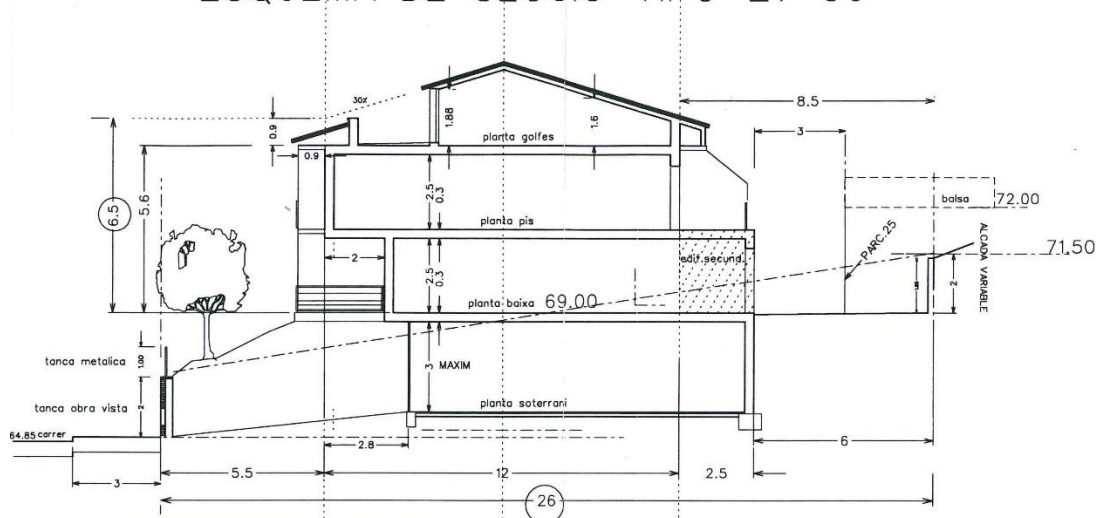 8.5
30%
3
0.9
1.88
1.6
planta golfes
0.9
6.5
5.6
2.5
0.3
balsa
72.00
planta pis
PARC.25
ALCADA VARIABLE
71.50
2
edif.secund.
2.5
0.3
2
planta baixa 69.00
tanca metalica
1.00
3
MAXIM
tanca obra vista
2
planta soterrani
64.85 carrer
2.8
6
3
5.5
12
2.5
26